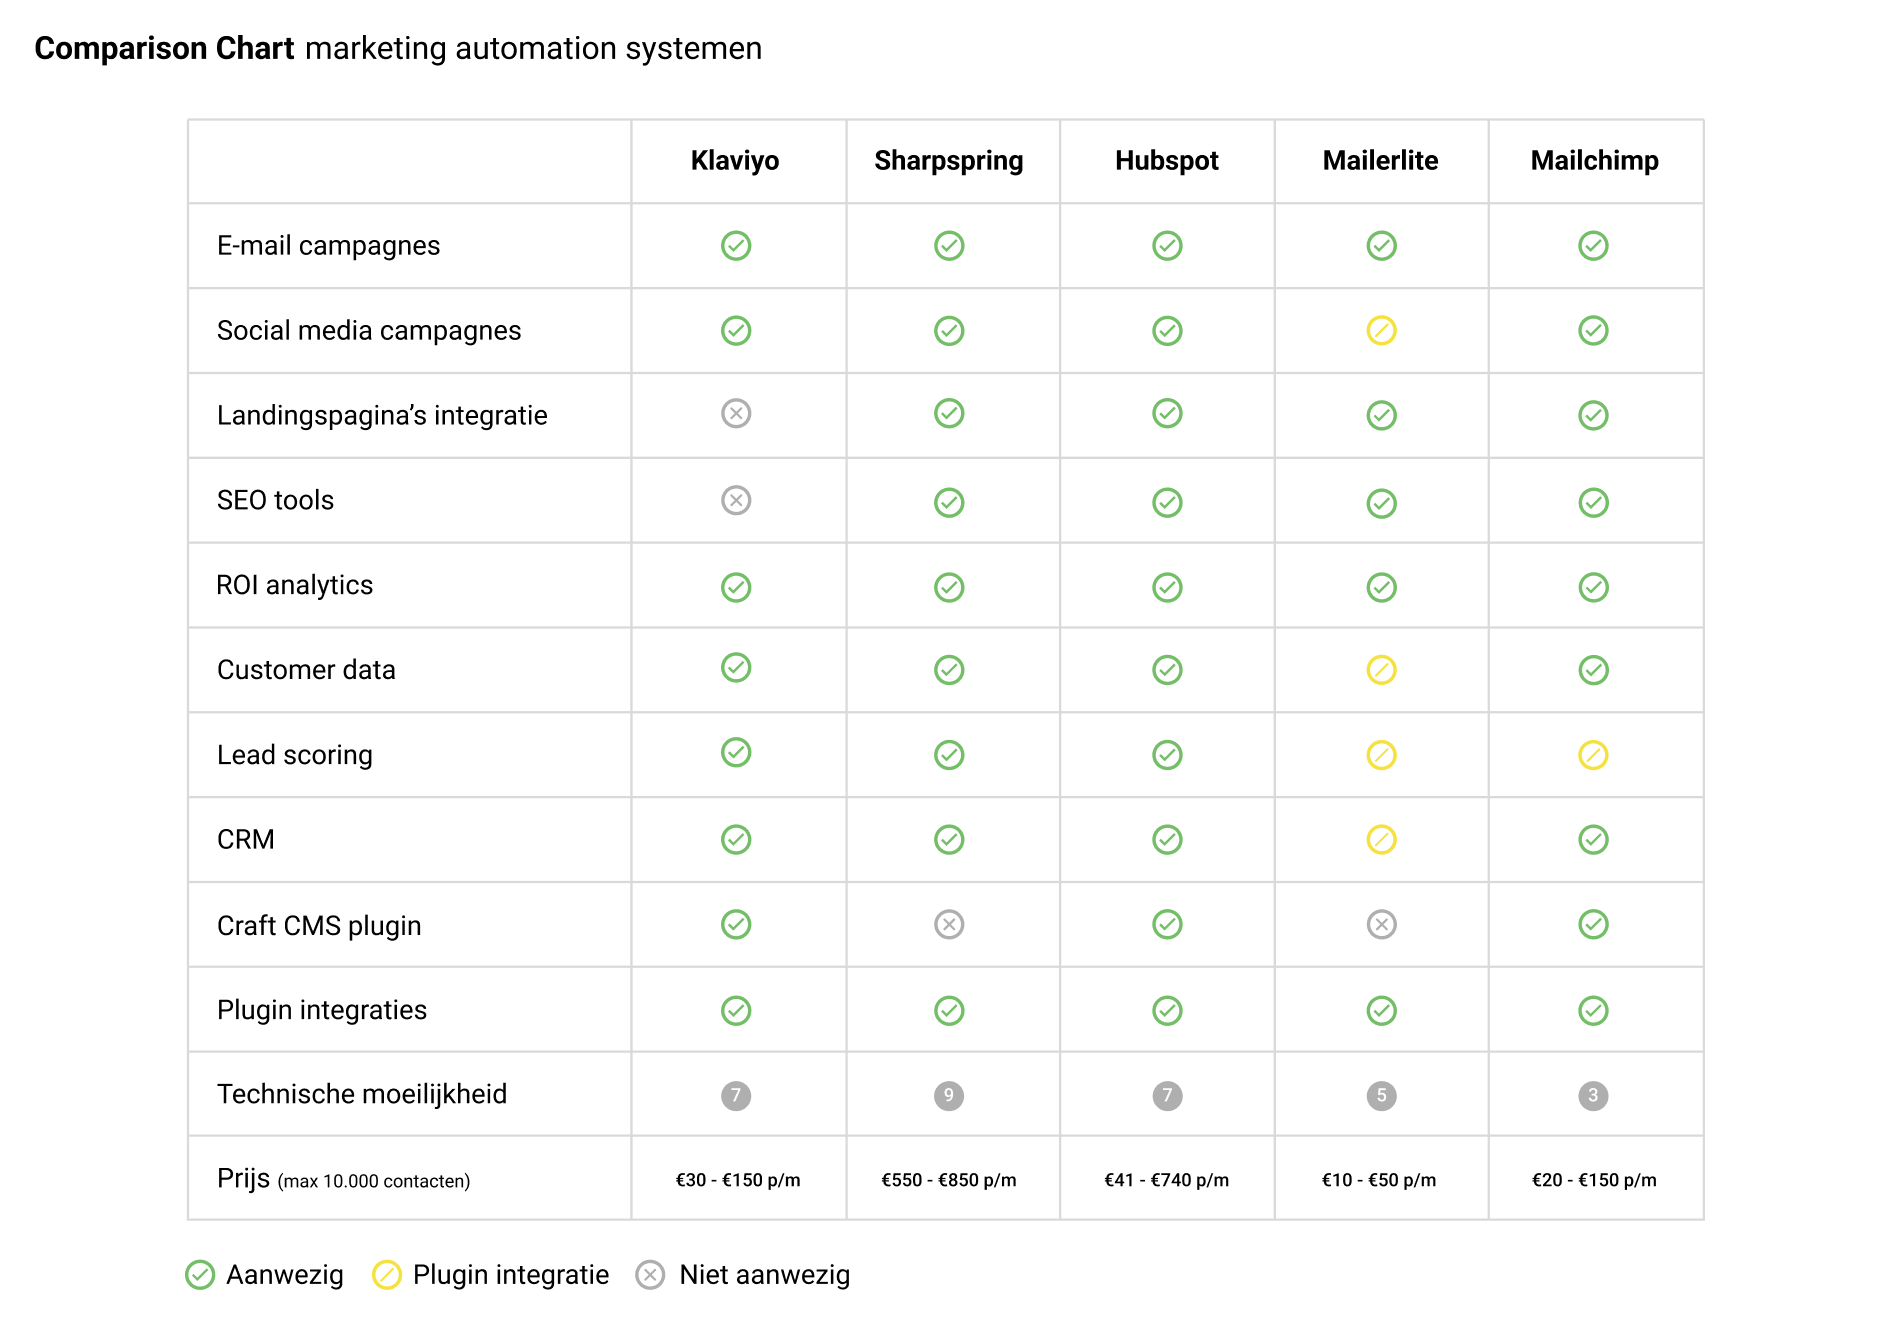 Comparison Chart marketing automation systemen
Klaviyo Sharpspring Hubspot Mailerlite Mailchimp
E-mail campagnes
Social media campagnes
Landingspagina’s integratie
SEO tools
ROI analytics
Customer data
Lead scoring
CRM
Craft CMS plugin
Plugin integraties
Technische moeilijkheid 7 9 7 5 3
Prijs (max 10.000 contacten) €30 - €150 p/m €550 - €850 p/m €41 - €740 p/m €10 - €50 p/m €20 - €150 p/m
Aanwezig Plugin integratie Niet aanwezig